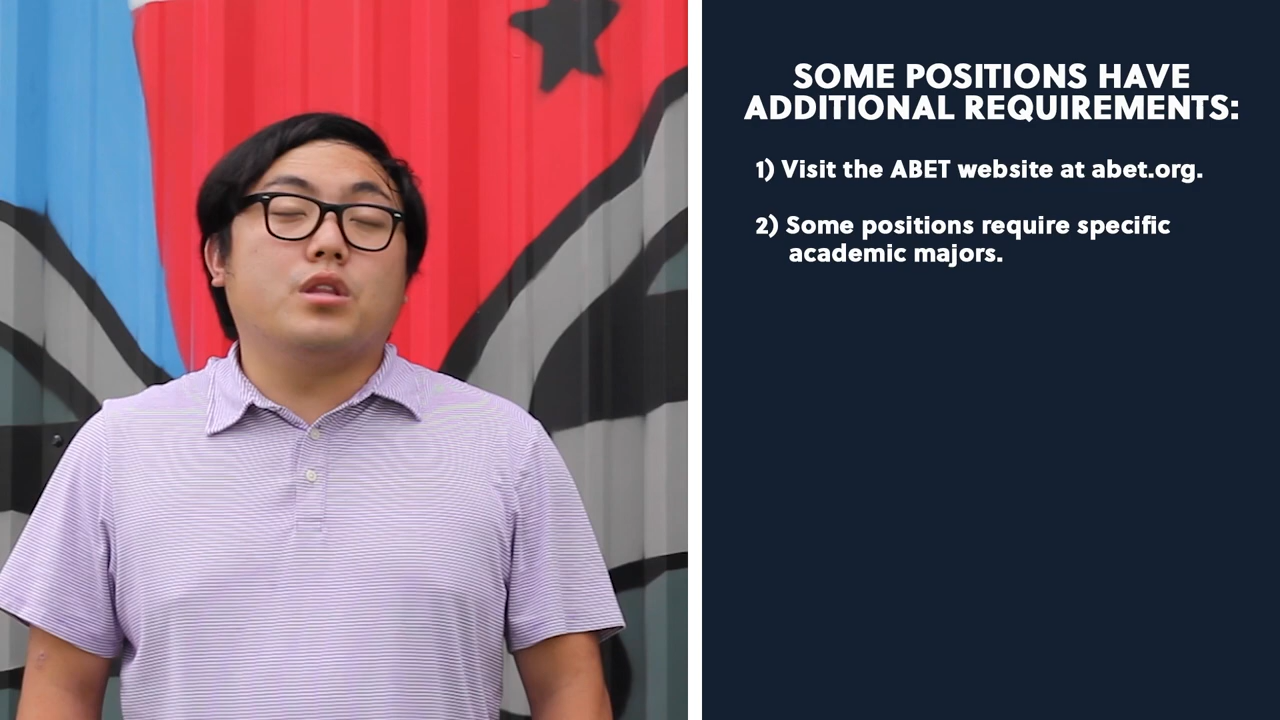 SOME POSITIONS HAVE
ADDITIONAL REQUIREMENTS:
1) Visit the ABET website at abet.org.
2) Some positions require specific
academic majors.